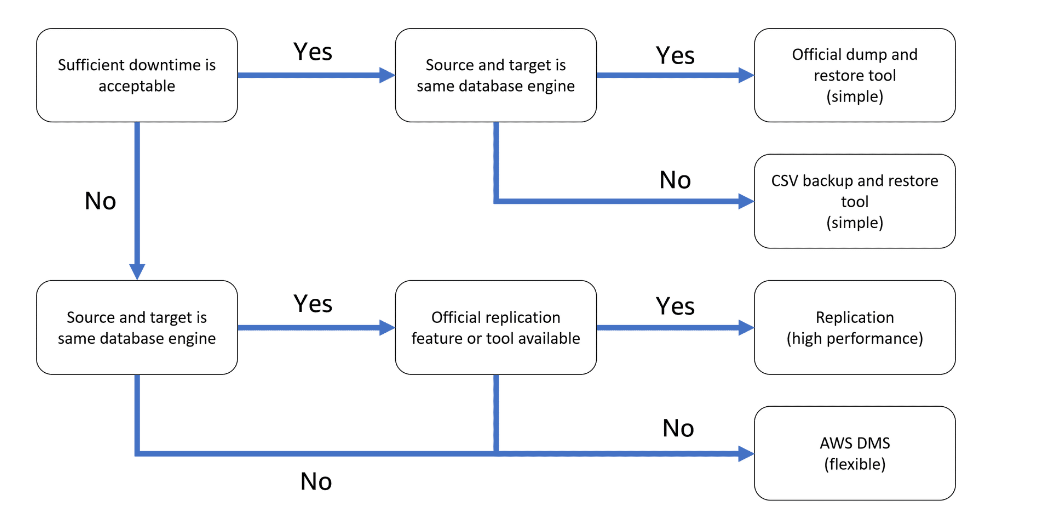 Sufficient downtime is
acceptable
Yes
Source and target is
same database engine
Yes
Official dump and
restore tool
(simple)
No
CSV backup and restore
tool
(simple)
No
Source and target is
same database engine
Yes
Official replication
feature or tool available
Yes
Replication
(high performance)
No
AWS DMS
(flexible)
No